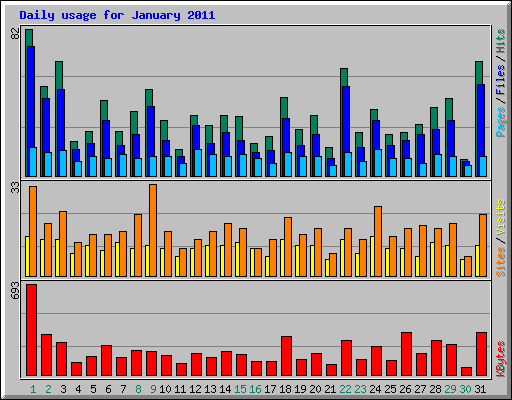 Daily usage for January 2011
82
Pages / Files / Hits
33
Sites / Visits
693
KBytes
1 2 3 4 5 6 7 8 9 10 11 12 13 14 15 16 17 18 19 20 21 22 23 24 25 26 27 28 29 30 31